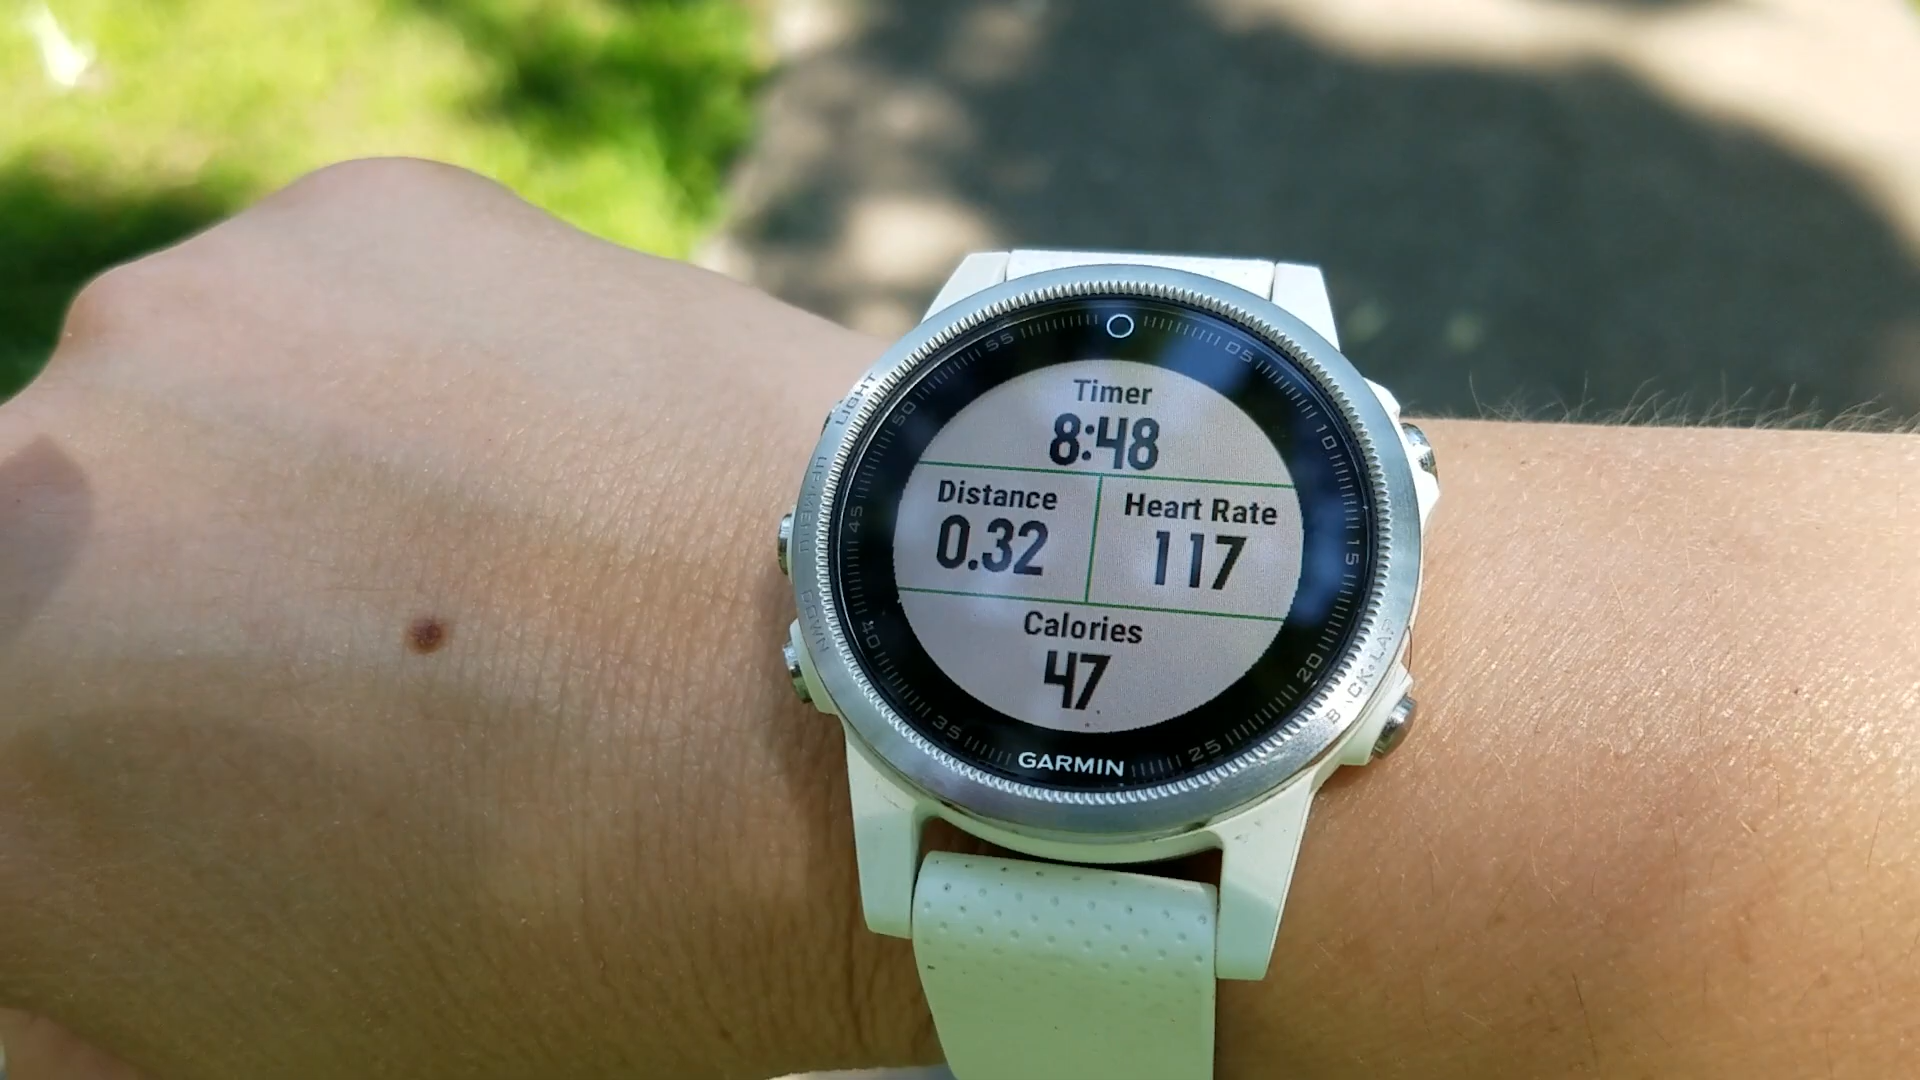 LIGHT
UP·MENU
DOWN
BACK·LAP
55
05
50
10
45
15
40
20
35
25
Timer
8:48
Distance
0.32
Heart Rate
117
Calories
47
GARMIN